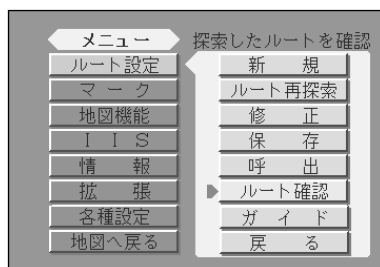 メニュー
探索したルートを確認
ルート設定
マーク
地図機能
IIS
情報
拡張
各種設定
地図へ戻る
新規
ルート再探索
修正
保存
呼出
ルート確認
ガイド
戻る